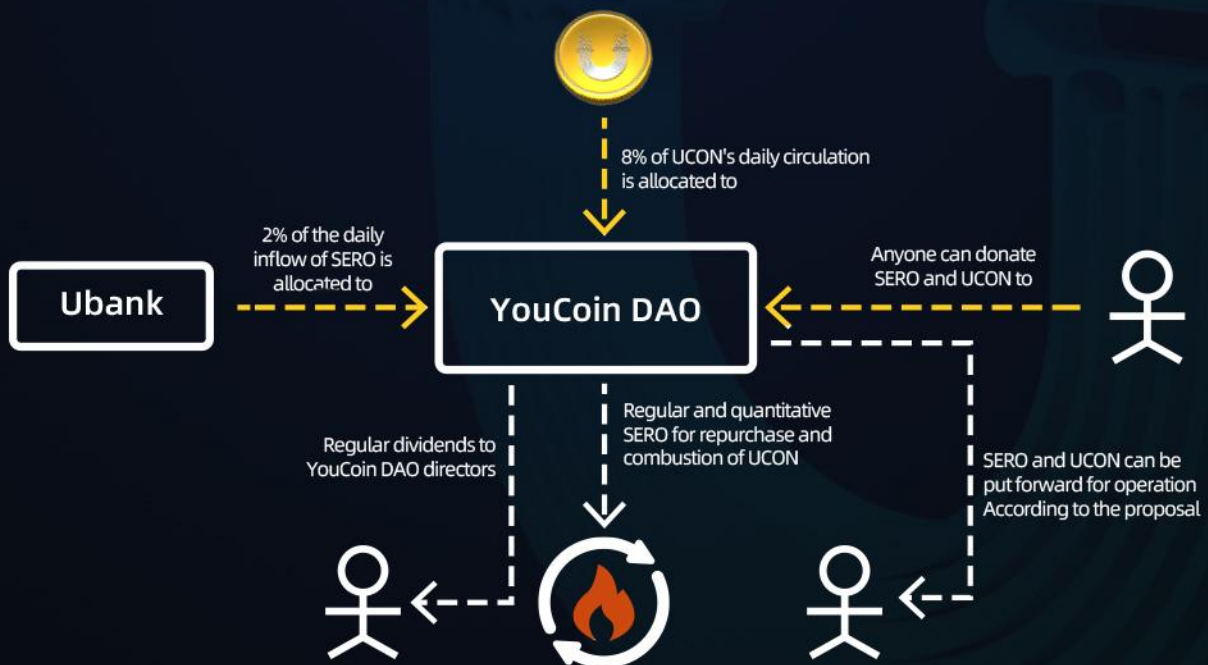 U
8% of UCON's daily circulation
is allocated to
2% of the daily
inflow of SERO is
allocated to
Ubank
YouCoin DAO
Anyone can donate
SERO and UCON to
Regular dividends to
YouCoin DAO directors
Regular and quantitative
SERO for repurchase and
combustion of UCON
SERO and UCON can be
put forward for operation
According to the proposal